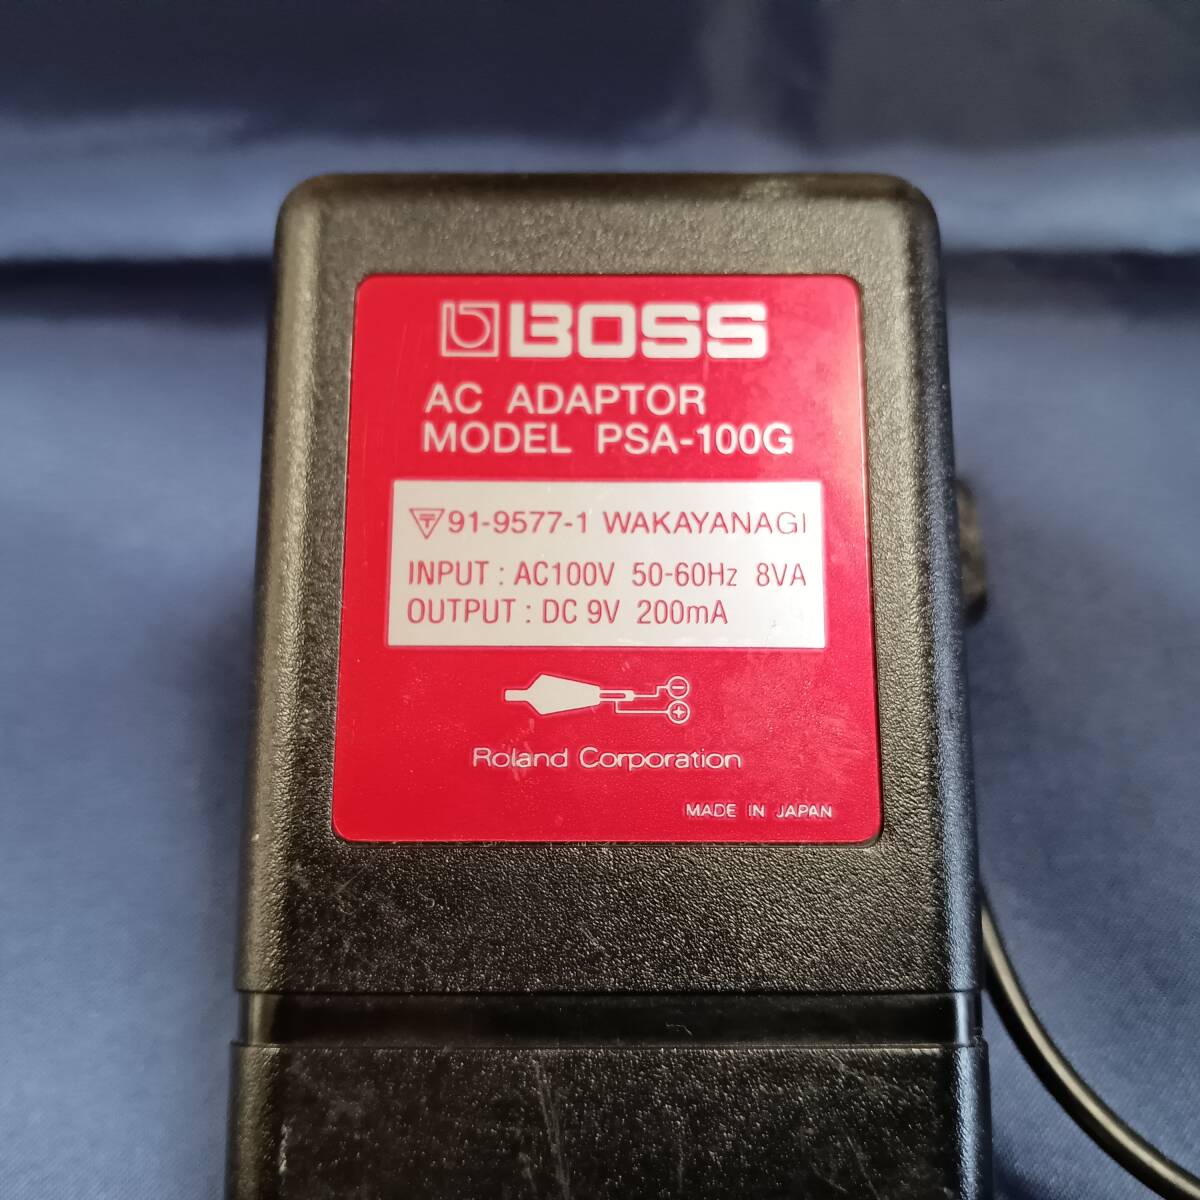 BOSS
AC ADAPTOR
MODEL PSA-100G
〒91-9577-1 WAKAYANAGI
INPUT : AC100V 50-60Hz 8VA
OUTPUT : DC 9V 200mA
-
+
Roland Corporation
MADE IN JAPAN